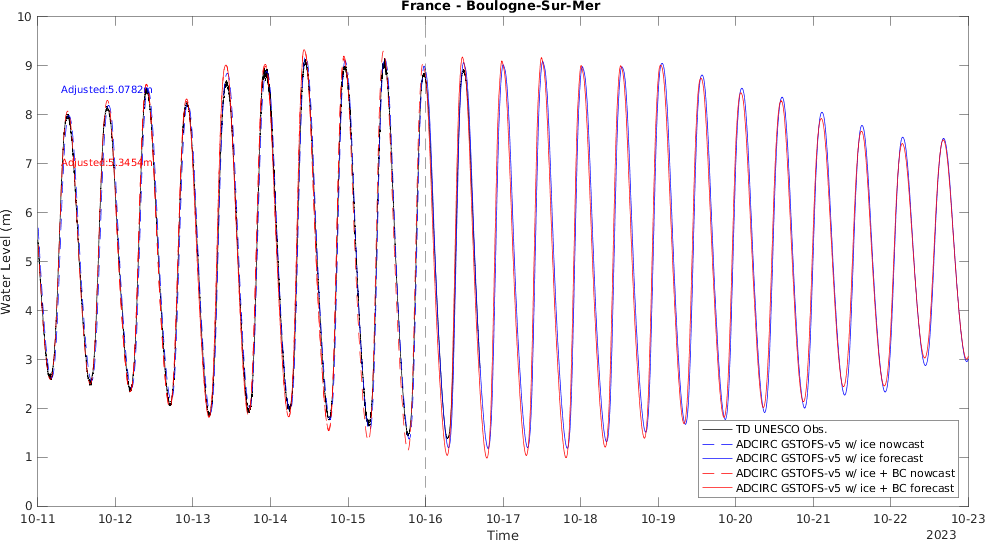 France - Boulogne-Sur-Mer
10
9
8
7
6
5
4
3
2
1
0
Water Level (m)
Adjusted:5.0782m
Adjusted:5.3454m
TD UNESCO Obs.
ADCIRC GSTOFS-v5 w/ ice nowcast
ADCIRC GSTOFS-v5 w/ ice forecast
ADCIRC GSTOFS-v5 w/ ice + BC nowcast
ADCIRC GSTOFS-v5 w/ ice + BC forecast
10-11 10-12 10-13 10-14 10-15 10-16 10-17 10-18 10-19 10-20 10-21 10-22 10-23
Time
2023